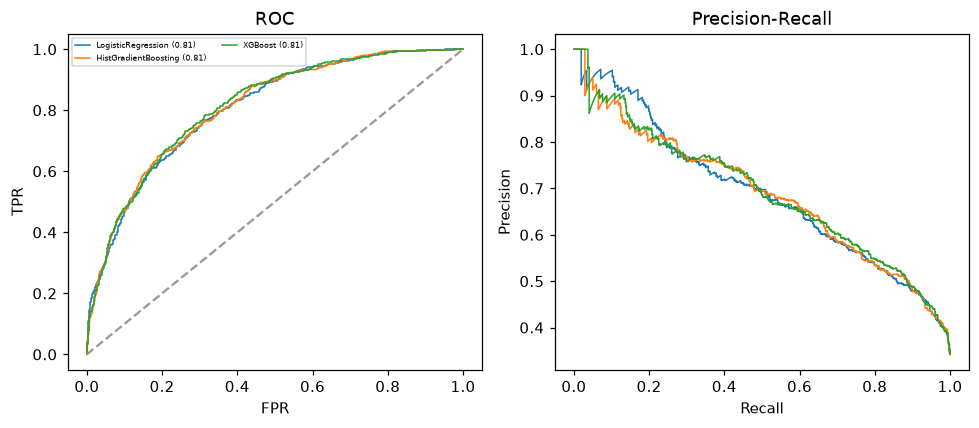 ROC
LogisticRegression (0.81)
HistGradientBoosting (0.81)
XGBoost (0.81)
1.0
0.8
0.6
0.4
0.2
0.0
TPR
0.0 0.2 0.4 0.6 0.8 1.0
FPR
Precision-Recall
1.0
0.9
0.8
0.7
0.6
0.5
0.4
Precision
0.0 0.2 0.4 0.6 0.8 1.0
Recall